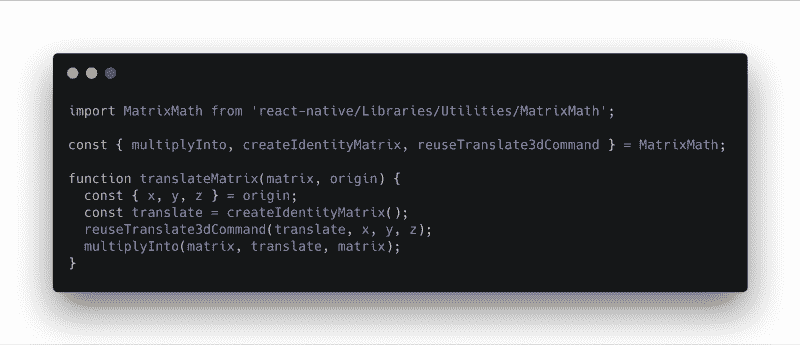 import MatrixMath from 'react-native/Libraries/Utilities/MatrixMath';
const { multiplyInto, createIdentityMatrix, reuseTranslate3dCommand } = MatrixMath;
function translateMatrix(matrix, origin) {
  const { x, y, z } = origin;
  const translate = createIdentityMatrix();
  reuseTranslate3dCommand(translate, x, y, z);
  multiplyInto(matrix, translate, matrix);
}